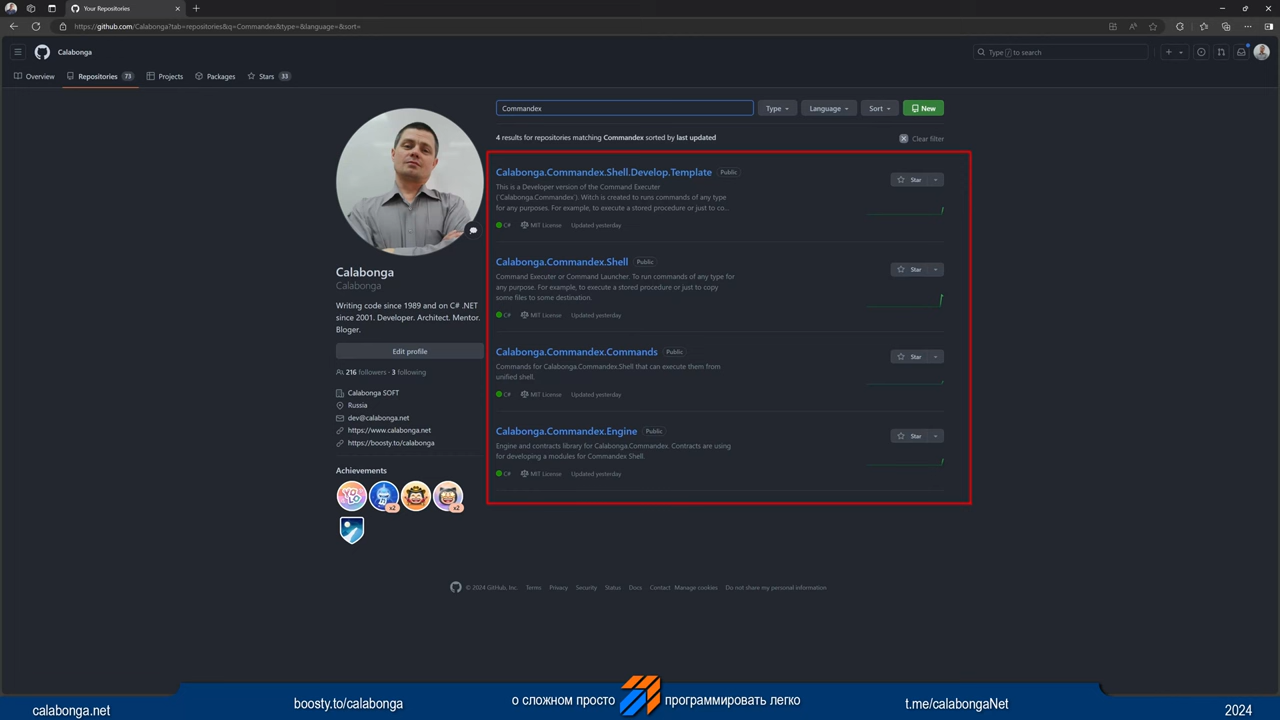 Your Repositories
https://github.com/Calabonga?tab=repositories&q=Commandex&type=&language=&sort=
Calabonga
Type / to search
Overview
Repositories 73
Projects
Packages
Stars 33
Commandex
Type
Language
Sort
New
4 results for repositories matching Commandex sorted by last updated
Clear filter
Calabonga.Commandex.Shell.Develop.Template Public
Star
This is a Developer version of the Command Executer
(`Calabonga.Commandex`). Witch is created to runs commands of any type
for any purposes. For example, to execute a stored procedure or just to co...
C# MIT License Updated yesterday
Calabonga.Commandex.Shell Public
Star
Command Executer or Command Launcher. To run commands of any type for
any purpose. For example, to execute a stored procedure or just to copy
some files to some destination.
C# MIT License Updated yesterday
Calabonga.Commandex.Commands Public
Star
Commands for Calabonga.Commandex.Shell that can execute them from
unified shell.
C# MIT License Updated yesterday
Calabonga.Commandex.Engine Public
Star
Engine and contracts library for Calabonga.Commandex. Contracts are using
for developing a modules for Commandex Shell.
C# MIT License Updated yesterday
Calabonga
Calabonga
Writing code since 1989 and on C# .NET
since 2001. Developer. Architect. Mentor.
Bloger.
Edit profile
216 followers · 3 following
Calabonga SOFT
Russia
dev@calabonga.net
https://www.calabonga.net
https://boosty.to/calabonga
Achievements
YOLO
x2
x2
© 2024 GitHub, Inc. Terms Privacy Security Status Docs Contact Manage cookies Do not share my personal information
calabonga.net
boosty.to/calabonga
о сложном просто
программировать легко
t.me/calabongaNet
2024